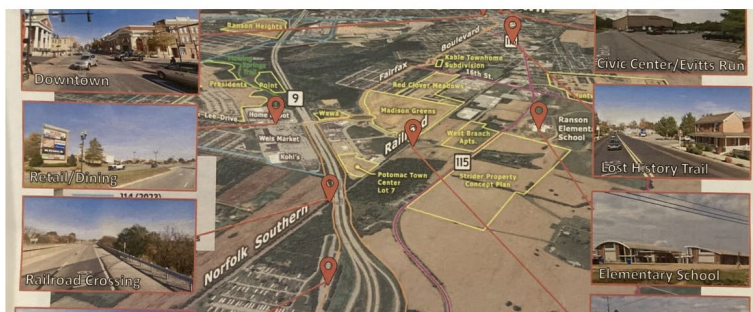 Downtown
Retail/Dining
Railroad Crossing
Ranson Heights
Presidents
Point
Lee-Drive
Home Depot
9
Wawa
Weis Market
Kohl's
Fairfax
Boulevard
Kable Townhome
Subdivision
16th St.
Red Clover Meadows
Madison Greens
Railroad
West Branch
Apts.
115
Ranson
Element
School
Potomac Town
Center
Lot 7
Strider Property
Concept Plan
Norfolk Southern
Civic Center/Evitts Run
Lost History Trail
Elementary School